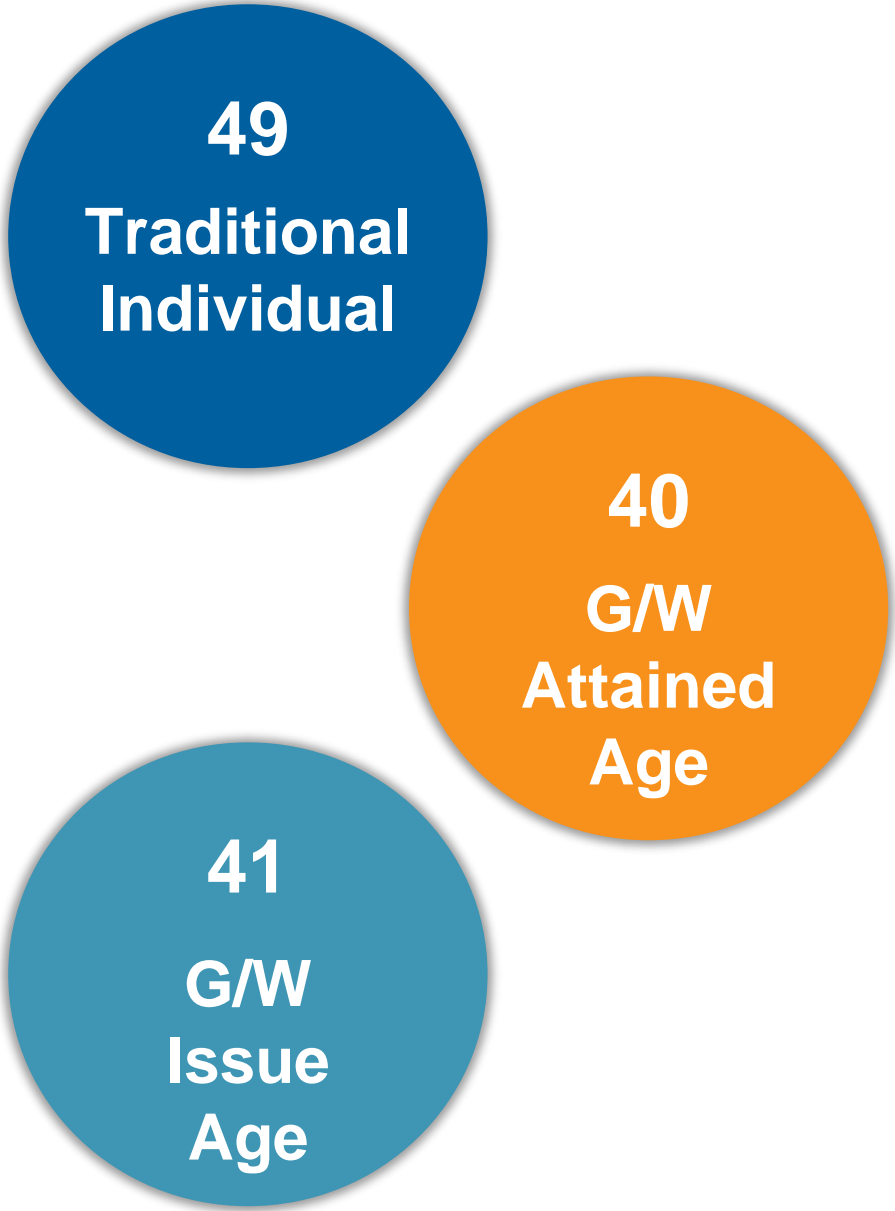 49
Traditional
Individual
40
G/W
Attained
Age
41
G/W
Issue
Age